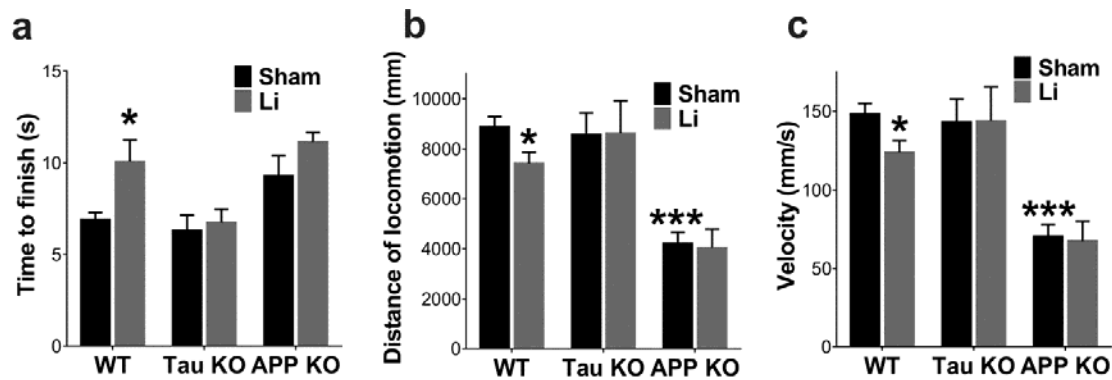 a
Time to finish (s)
15
10
5
0
Sham
Li
*
WT Tau KO APP KO
b
Distance of locomotion (mm)
10000
8000
6000
4000
2000
0
Sham
Li
*
***
WT Tau KO APP KO
c
Velocity (mm/s)
150
100
50
0
Sham
Li
*
***
WT Tau KO APP KO